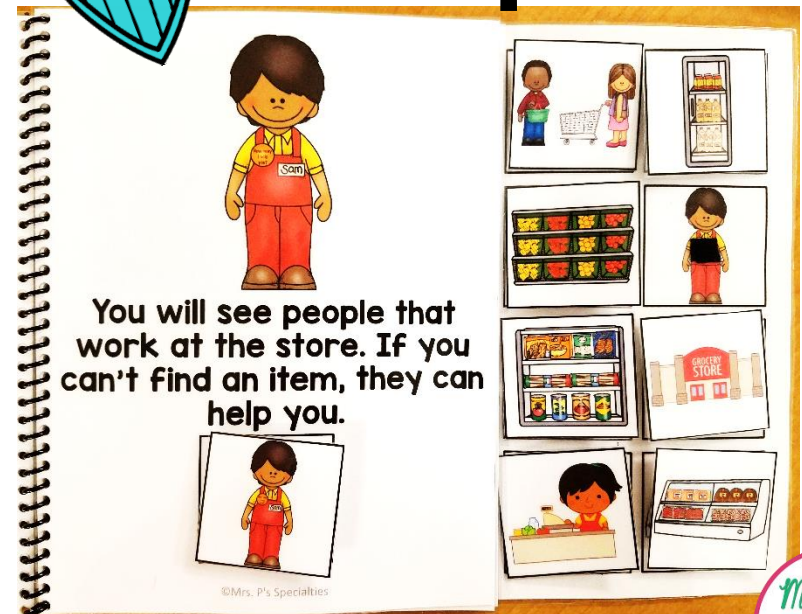 Sam
You will see people that
work at the store. If you
can't find an item, they can
help you.
©Mrs. P's Specialties
GROCERY
STORE